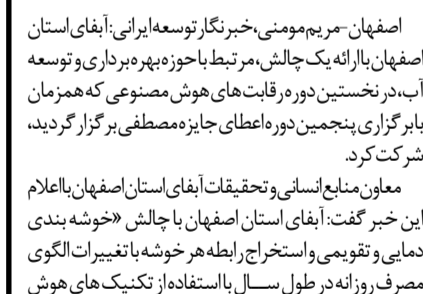 اصفهان-مریم مومنی، خبرنگار توسعه ایرانی: آبفای استان
اصفهان با ارائه یک چالش، مرتبط با حوزه بهره برداری و توسعه
آب، در نخستین دوره رقابت های هوش مصنوعی که همزمان
با برگزاری پنجمین دوره اعطای جایزه مصطفی برگزار گردید،
شرکت کرد.
معاون منابع انسانی و تحقیقات آبفای استان اصفهان با اعلام
این خبر گفت: آبفای استان اصفهان با چالش «خوشه بندی
دمایی و تقویمی و استخراج رابطه هر خوشه با تغییرات الگوی
مصرف روزانه در طول ســال با استفاده از تکنیک های هوش